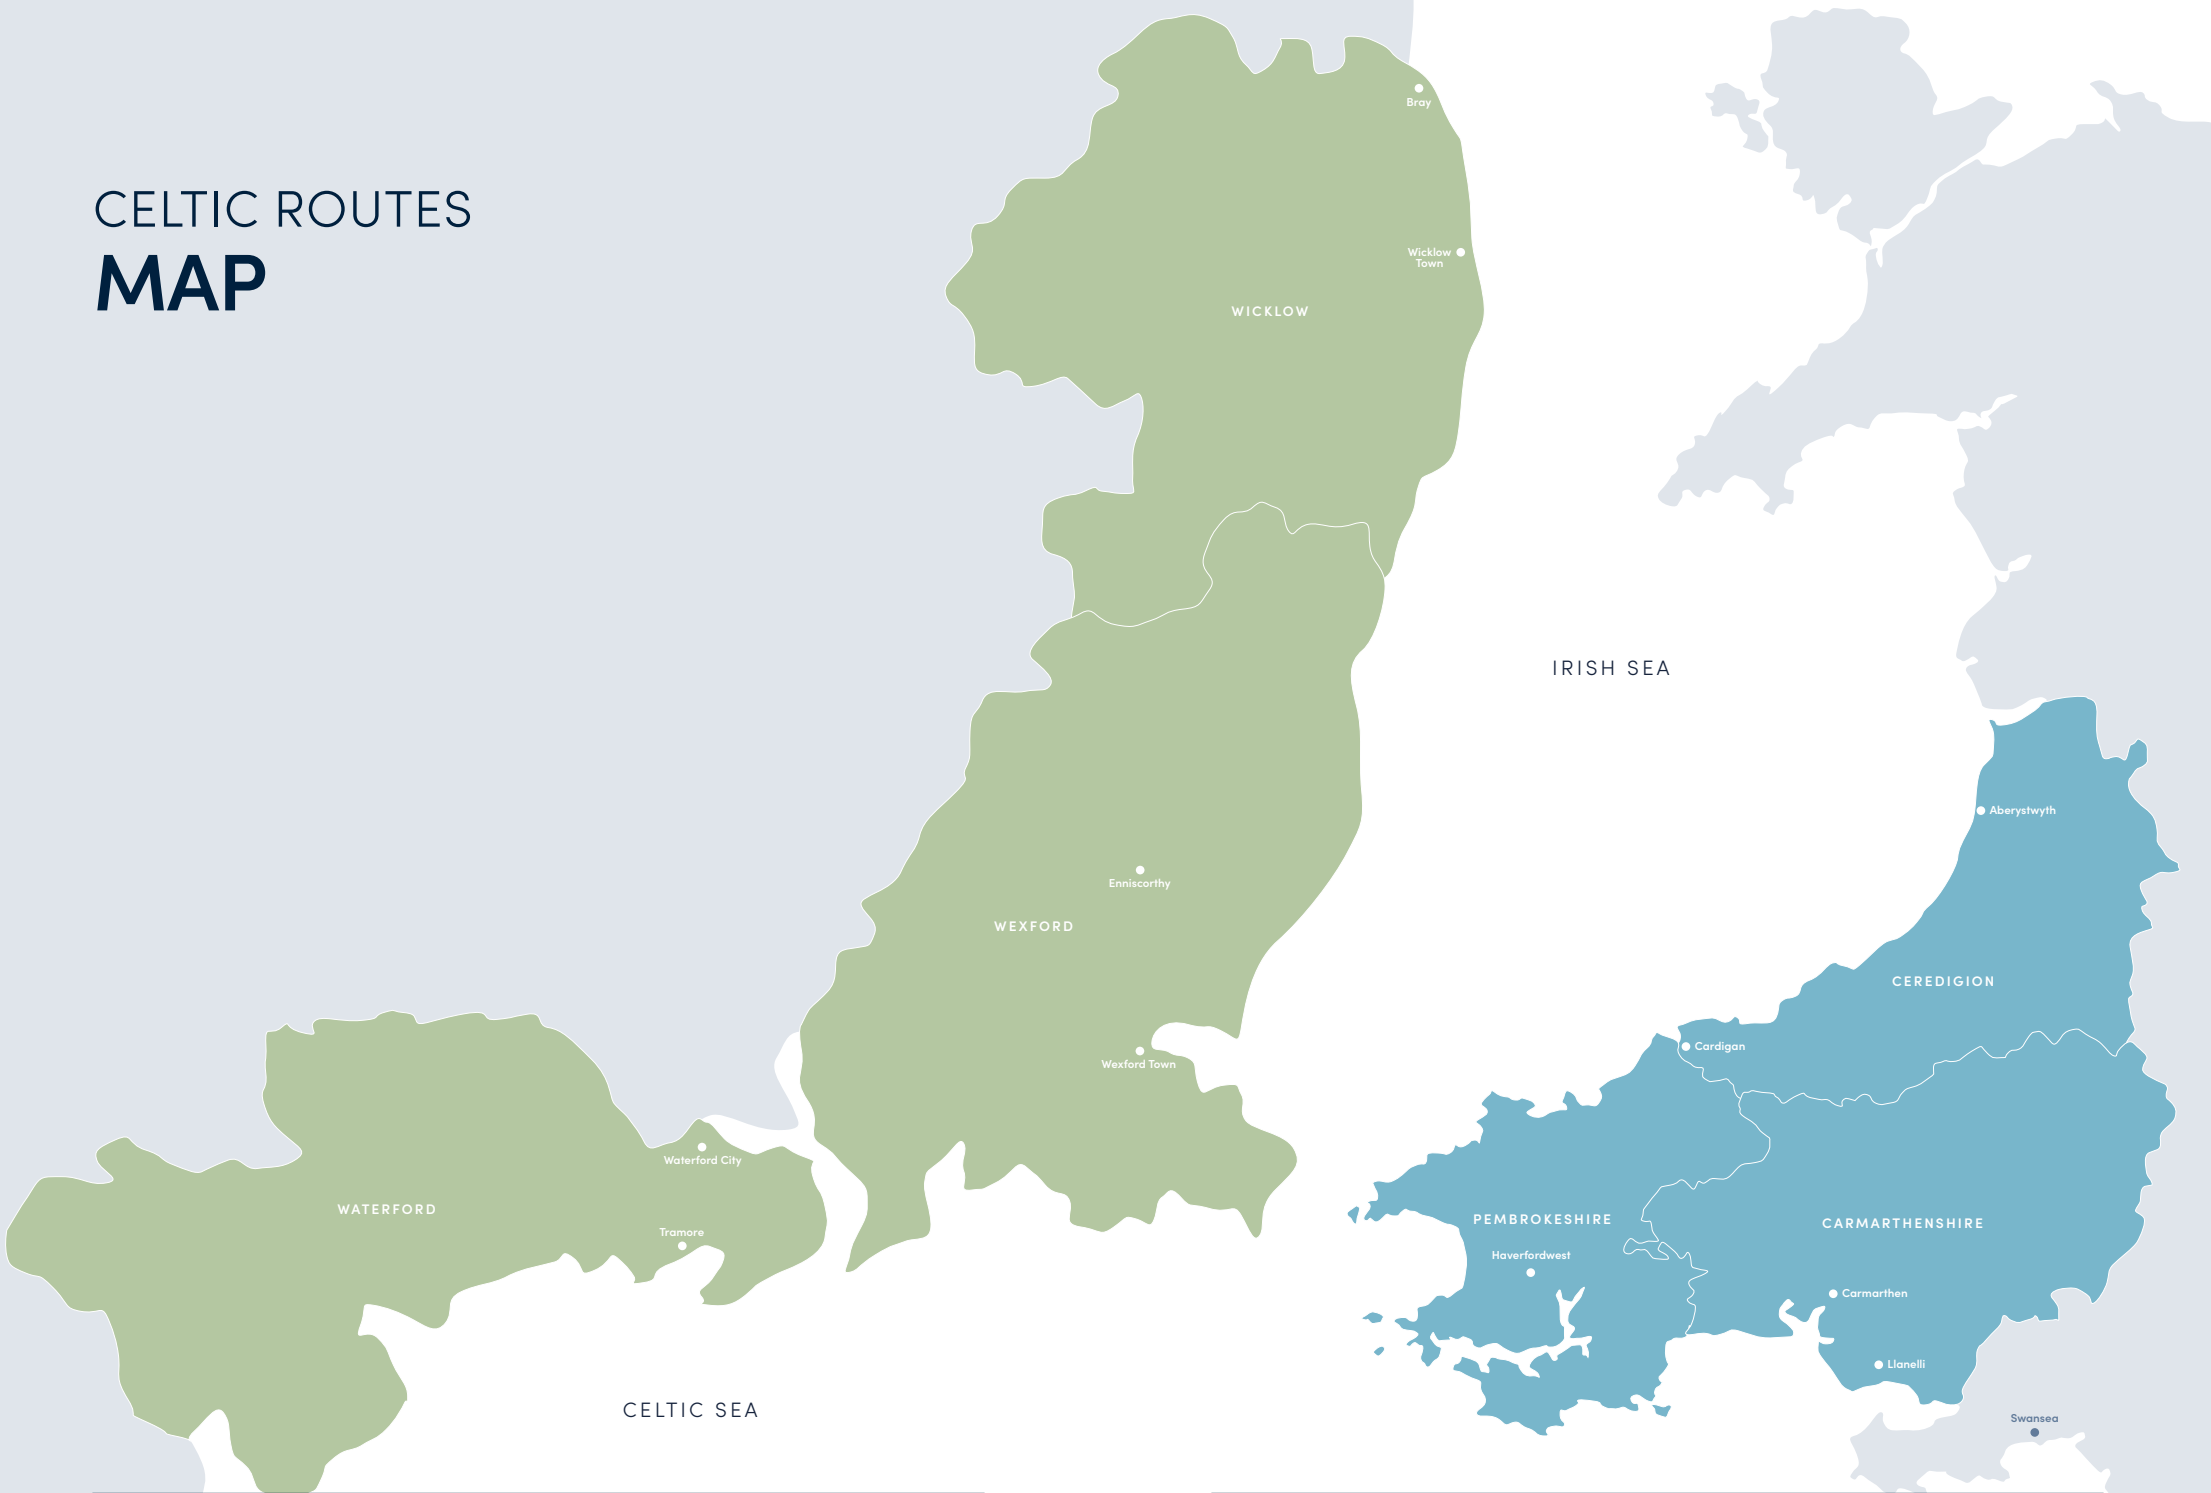 CELTIC ROUTES
MAP
Bray
Wicklow
Town
WICKLOW
IRISH SEA
Aberystwyth
Enniscorthy
WEXFORD
CEREDIGION
Cardigan
Wexford Town
Waterford City
WATERFORD
Tramore
PEMBROKESHIRE
CARMARTHENSHIRE
Haverfordwest
Carmarthen
Llanelli
CELTIC SEA
Swansea